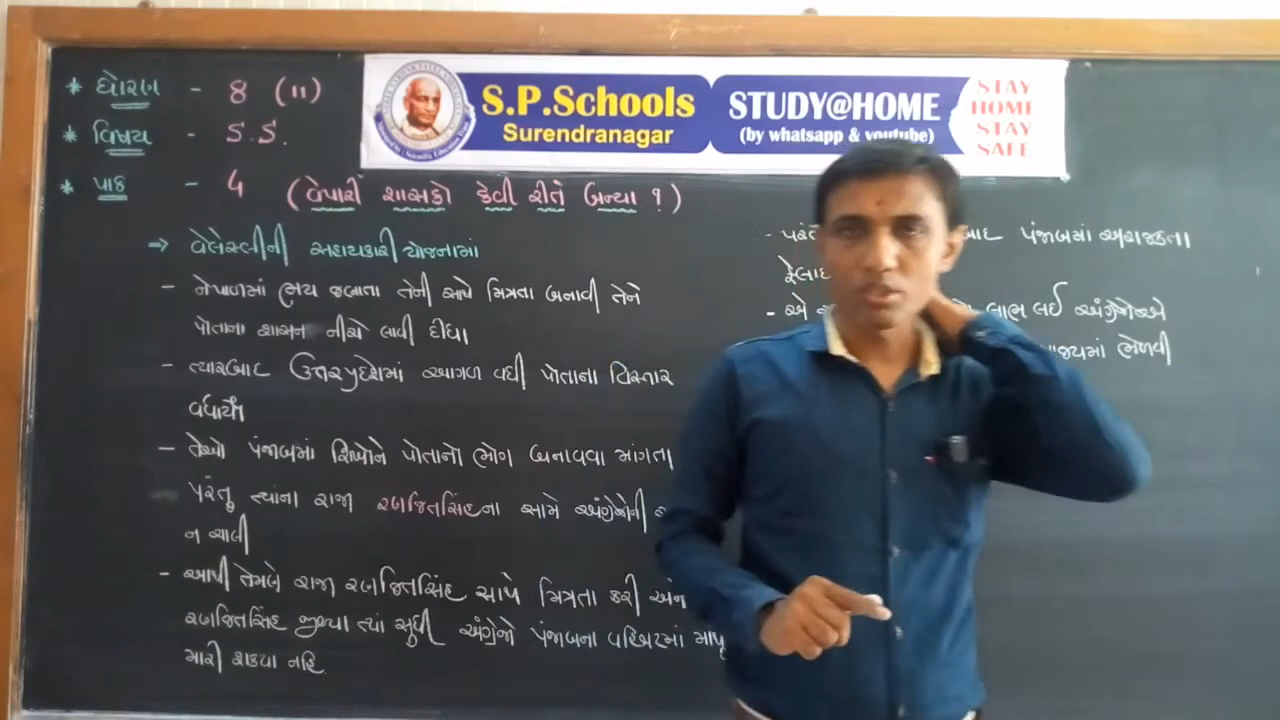 * ધોરણ - 8 (11)
* વિષય - S.S.
* પાઠ - 4 (વેપારી શાસકો કેવી રીતે બન્યા ?)
S.P.Schools
Surendranagar
STUDY@HOME
(by whatsapp & youtube)
STAY
HOME
STAY
SAFE
⇒ વેલેસ્લીની સહાયકારી યોજનામાં
- નેપાળમાં ભય જણાતા તેની સાથે મિત્રતા બનાવી તેને
પોતાના શાસન નીચે લાવી દીધા
- ત્યારબાદ ઉત્તરપ્રદેશમાં આગળ વધી પોતાના વિસ્તાર
વધાર્યો
- તેઓ પંજાબમાં શિખોને પોતાનો ભોગ બનાવવા માંગતા
પરંતુ ત્યાંના રાજા રણજિતસિંહના સામે અંગ્રેજોની
ન ચાલી
- આથી તેમણે રાજા રણજિતસિંહ સાથે મિત્રતા કરી અને
રણજિતસિંહ જીવ્યા ત્યાં સુધી અંગ્રેજો પંજાબના વહિવટમાં
મારી શક્યા નહિ.
- બાદ પંજાબમાં અરાજકતા
- એ લાભ લઈ અંગ્રેજોએ
ભેળવી